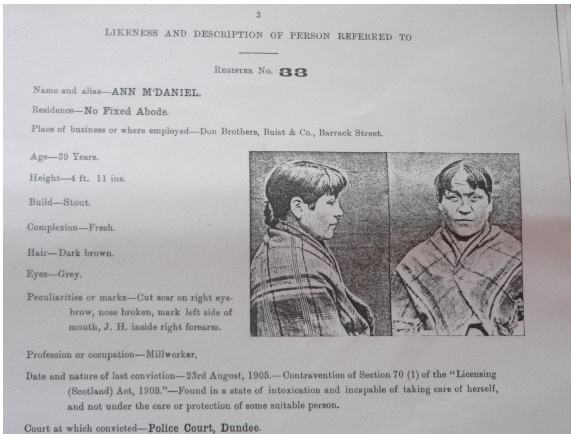 3
LIKENESS AND DESCRIPTION OF PERSON REFERRED TO
REGISTER NO. 33
Name and alias—ANN M'DANIEL.
Residence—No Fixed Abode.
Place of business or where employed—Don Brothers, Buist & Co., Barrack Street.
Age—39 Years.
Height—4 ft. 11 ins.
Build—Stout.
Complexion—Fresh.
Hair—Dark brown.
Eyes—Grey.
Peculiarities or marks—Cut scar on right eye-
brow, nose broken, mark left side of
mouth, J. H. inside right forearm.
Profession or occupation—Millworker.
Date and nature of last conviction—23rd August, 1905.—Contravention of Section 70 (1) of the "Licensing
(Scotland) Act, 1903."—Found in a state of intoxication and incapable of taking care of herself,
and not under the care or protection of some suitable person.
Court at which convicted—Police Court, Dundee.